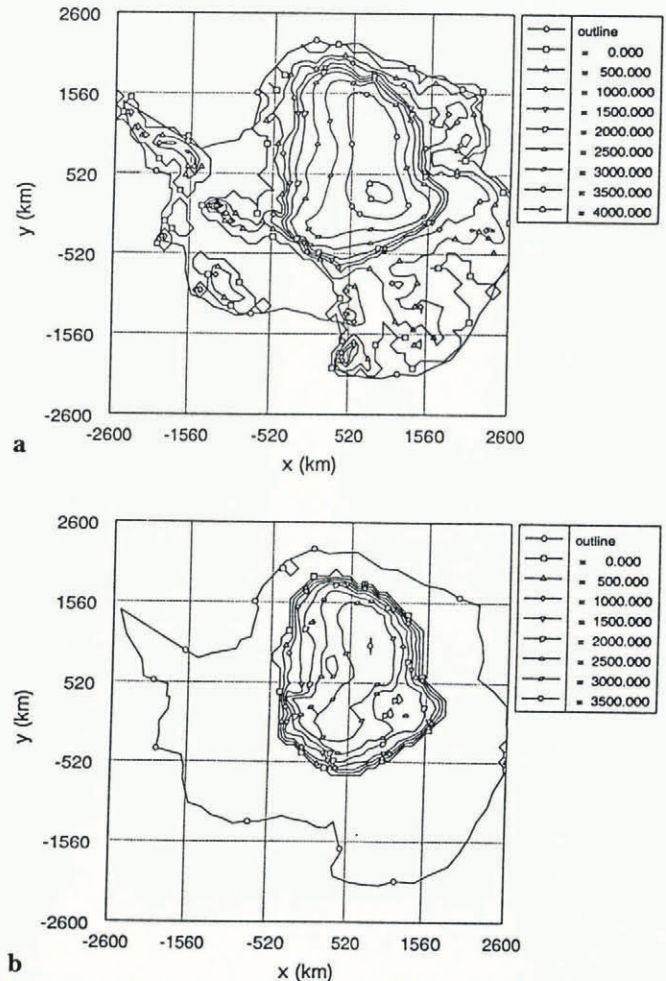 2600
1560
520
-520
-1560
-2600
y (km)
-2600 -1560 -520 520 1560 2600
x (km)
outline
= 0.000
= 500.000
= 1000.000
= 1500.000
= 2000.000
= 2500.000
= 3000.000
= 3500.000
= 4000.000
a
2600
1560
520
-520
-1560
-2600
y (km)
-2600 -1560 -520 520 1560 2600
x (km)
outline
= 0.000
= 500.000
= 1000.000
= 1500.000
= 2000.000
= 2500.000
= 3000.000
= 3500.000
b